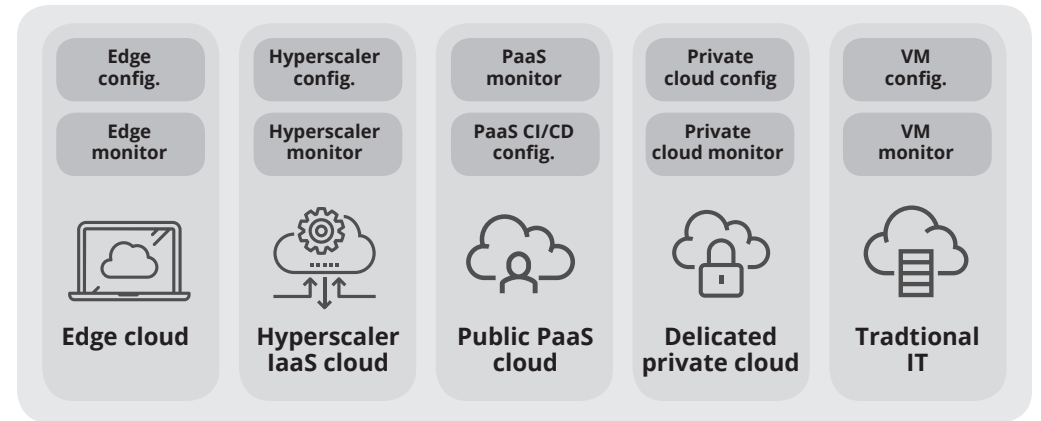 Edge
config.
Edge
monitor
Edge cloud
Hyperscaler
config.
Hyperscaler
monitor
Hyperscaler
IaaS cloud
PaaS
monitor
PaaS CI/CD
config.
Public PaaS
cloud
Private
cloud config
Private
cloud monitor
Delicated
private cloud
VM
config.
VM
monitor
Tradtional
IT